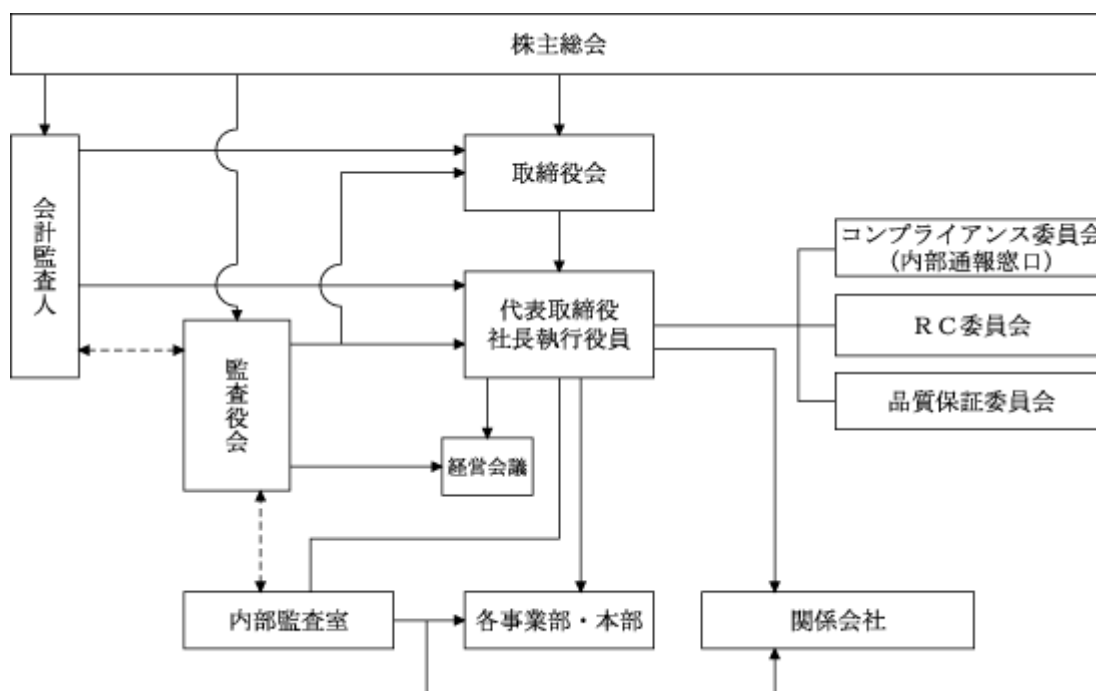 株主総会
会計監査人
取締役会
コンプライアンス委員会
(内部通報窓口)
代表取締役
社長執行役員
RC委員会
監査役会
品質保証委員会
経営会議
内部監査室
各事業部・本部
関係会社